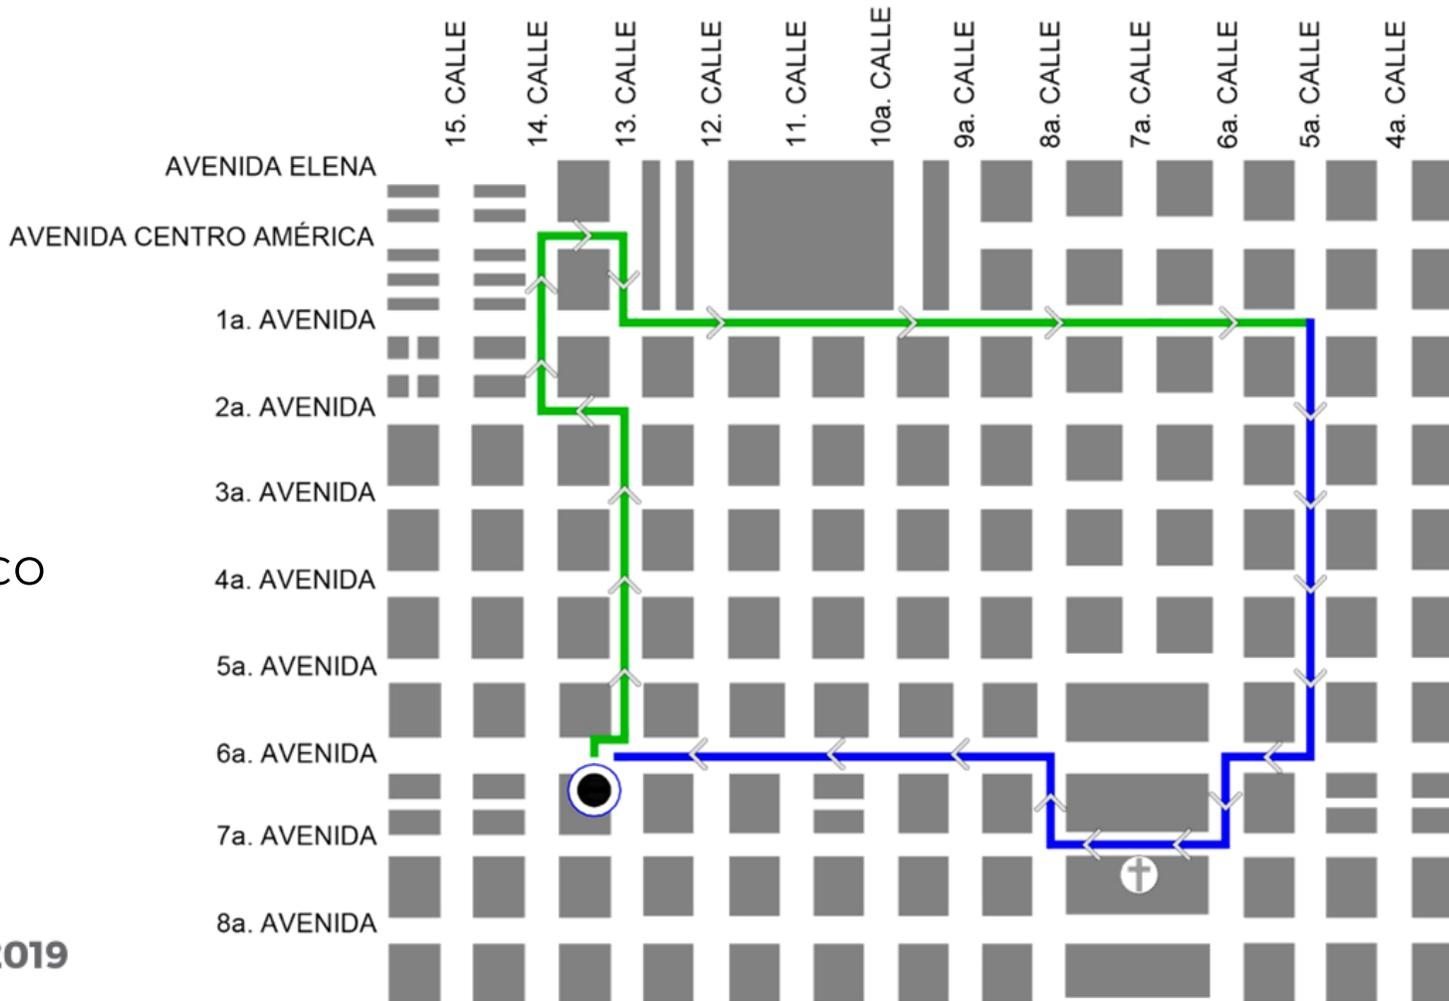 15. CALLE
14. CALLE
13. CALLE
12. CALLE
11. CALLE
10a. CALLE
9a. CALLE
8a. CALLE
7a. CALLE
6a. CALLE
5a. CALLE
4a. CALLE
AVENIDA ELENA
AVENIDA CENTRO AMÉRICA
1a. AVENIDA
2a. AVENIDA
3a. AVENIDA
4a. AVENIDA
5a. AVENIDA
6a. AVENIDA
7a. AVENIDA
8a. AVENIDA
2019